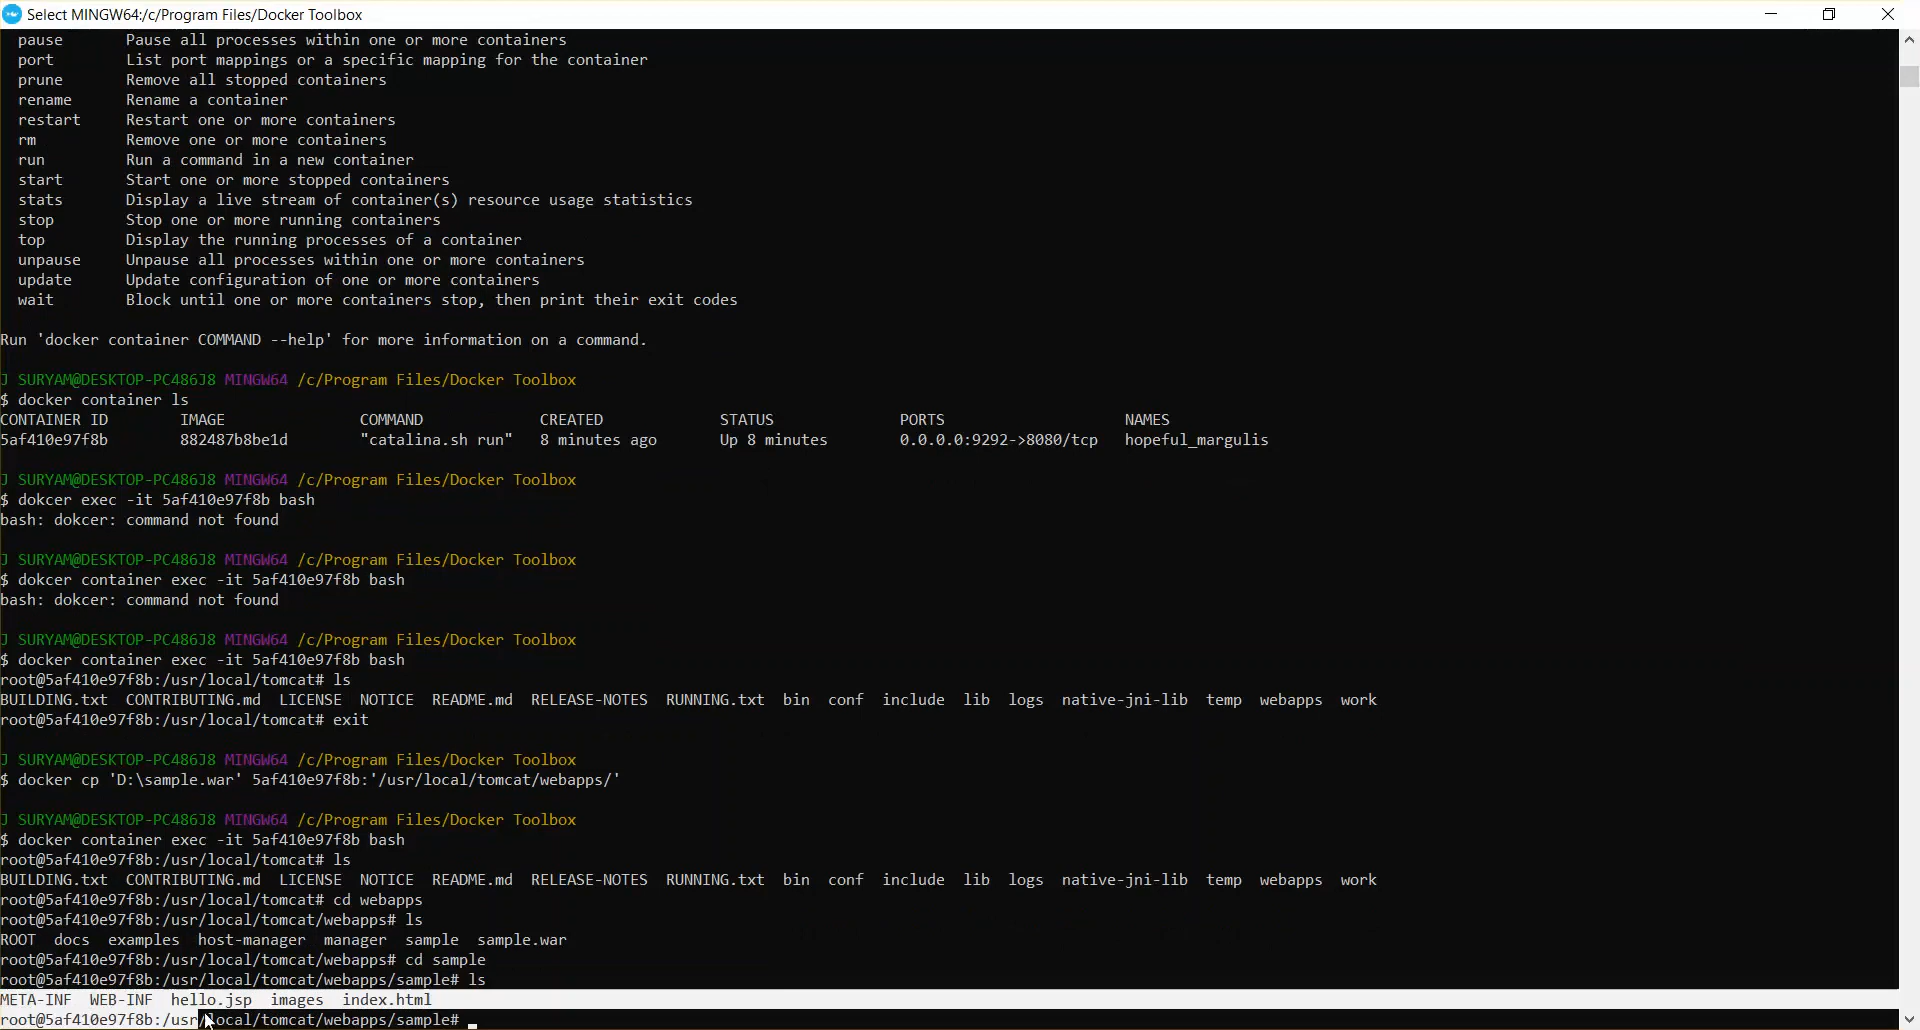 Select MINGW64:/c/Program Files/Docker Toolbox
pause Pause all processes within one or more containers
port List port mappings or a specific mapping for the container
prune Remove all stopped containers
rename Rename a container
restart Restart one or more containers
rm Remove one or more containers
run Run a command in a new container
start Start one or more stopped containers
stats Display a live stream of container(s) resource usage statistics
stop Stop one or more running containers
top Display the running processes of a container
unpause Unpause all processes within one or more containers
update Update configuration of one or more containers
wait Block until one or more containers stop, then print their exit codes
Run 'docker container COMMAND --help' for more information on a command.
J SURYAM@DESKTOP-PC486J8 MINGW64 /c/Program Files/Docker Toolbox
$ docker container ls
CONTAINER ID IMAGE COMMAND CREATED STATUS PORTS NAMES
5af410e97f8b 882487b8be1d "catalina.sh run" 8 minutes ago Up 8 minutes 0.0.0.0:9292->8080/tcp hopeful_margulis
J SURYAM@DESKTOP-PC486J8 MINGW64 /c/Program Files/Docker Toolbox
$ dokcer exec -it 5af410e97f8b bash
bash: dokcer: command not found
J SURYAM@DESKTOP-PC486J8 MINGW64 /c/Program Files/Docker Toolbox
$ dokcer container exec -it 5af410e97f8b bash
bash: dokcer: command not found
J SURYAM@DESKTOP-PC486J8 MINGW64 /c/Program Files/Docker Toolbox
$ docker container exec -it 5af410e97f8b bash
root@5af410e97f8b:/usr/local/tomcat# ls
BUILDING.txt CONTRIBUTING.md LICENSE NOTICE README.md RELEASE-NOTES RUNNING.txt bin conf include lib logs native-jni-lib temp webapps work
root@5af410e97f8b:/usr/local/tomcat# exit
J SURYAM@DESKTOP-PC486J8 MINGW64 /c/Program Files/Docker Toolbox
$ docker cp 'D:\sample.war' 5af410e97f8b:'/usr/local/tomcat/webapps/'
J SURYAM@DESKTOP-PC486J8 MINGW64 /c/Program Files/Docker Toolbox
$ docker container exec -it 5af410e97f8b bash
root@5af410e97f8b:/usr/local/tomcat# ls
BUILDING.txt CONTRIBUTING.md LICENSE NOTICE README.md RELEASE-NOTES RUNNING.txt bin conf include lib logs native-jni-lib temp webapps work
root@5af410e97f8b:/usr/local/tomcat# cd webapps
root@5af410e97f8b:/usr/local/tomcat/webapps# ls
ROOT docs examples host-manager manager sample sample.war
root@5af410e97f8b:/usr/local/tomcat/webapps# cd sample
root@5af410e97f8b:/usr/local/tomcat/webapps/sample# ls
META-INF WEB-INF hello.jsp images index.html
root@5af410e97f8b:/usr/local/tomcat/webapps/sample#